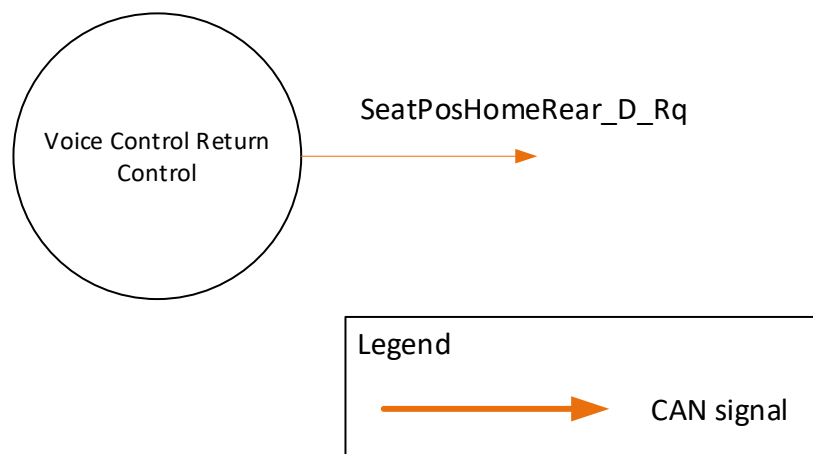 SeatPosHomeRear_D_Rq
Voice Control Return
Control
Legend
CAN signal